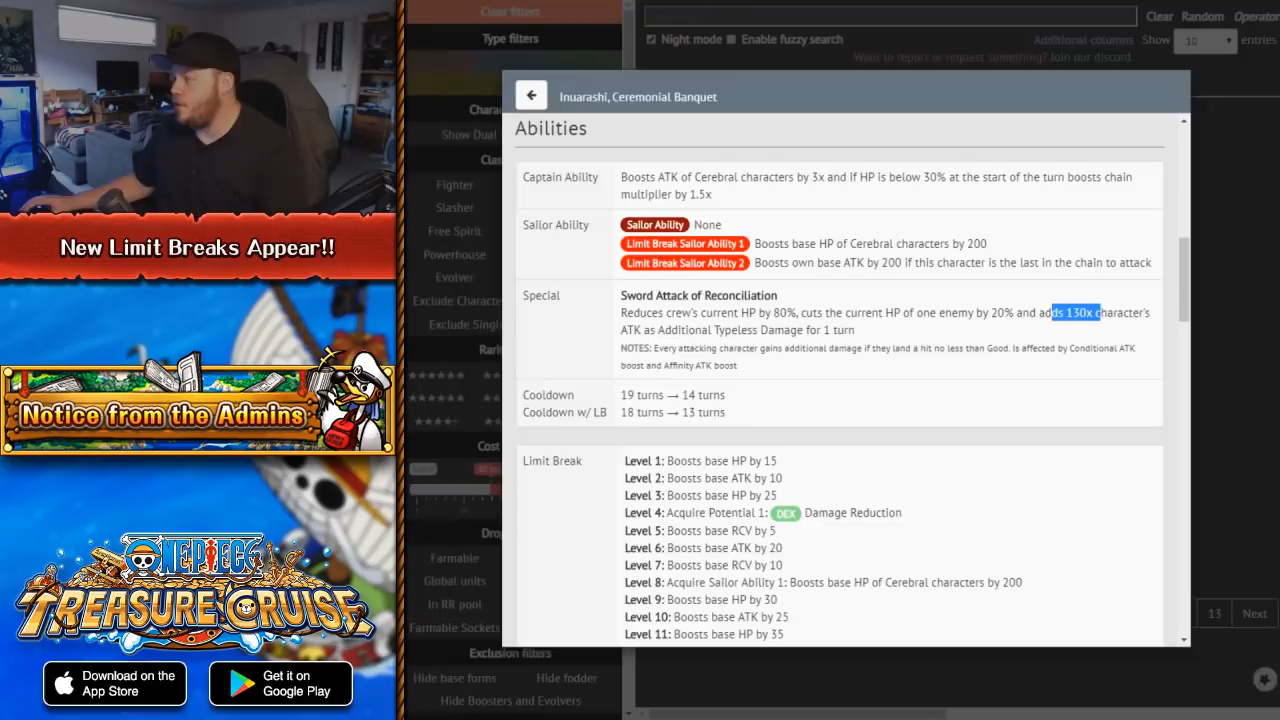 Clear filters
Type filters
Chara
Show Dual
Clas
Fighter
Slasher
Free Spirit
Powerhouse
Evolver
Exclude Characte
Exclude Singl
Rari
Cost
Drop
Farmable
Global units
In RR pool
Farmable Sockets
Exclusion filters
Hide base forms
Hide fodder
Hide Boosters and Evolvers
Clear Random Operator
Night mode Enable fuzzy search
Additional columns Show 10 entries
Want to report or request something? Join our discord.
13 Next
Inuarashi, Ceremonial Banquet
Abilities
Captain Ability
Boosts ATK of Cerebral characters by 3x and if HP is below 30% at the start of the turn boosts chain
multiplier by 1.5x
Sailor Ability
Sailor Ability None
Limit Break Sailor Ability 1 Boosts base HP of Cerebral characters by 200
Limit Break Sailor Ability 2 Boosts own base ATK by 200 if this character is the last in the chain to attack
Special
Sword Attack of Reconciliation
Reduces crew's current HP by 80%, cuts the current HP of one enemy by 20% and adds 130x character's
ATK as Additional Typeless Damage for 1 turn
NOTES: Every attacking character gains additional damage if they land a hit no less than Good. Is affected by Conditional ATK
boost and Affinity ATK boost
Cooldown 19 turns → 14 turns
Cooldown w/ LB 18 turns → 13 turns
Limit Break
Level 1: Boosts base HP by 15
Level 2: Boosts base ATK by 10
Level 3: Boosts base HP by 25
Level 4: Acquire Potential 1: DEX Damage Reduction
Level 5: Boosts base RCV by 5
Level 6: Boosts base ATK by 20
Level 7: Boosts base RCV by 10
Level 8: Acquire Sailor Ability 1: Boosts base HP of Cerebral characters by 200
Level 9: Boosts base HP by 30
Level 10: Boosts base ATK by 25
Level 11: Boosts base HP by 35
New Limit Breaks Appear!!
Notice from the Admins
ONE PIECE
TREASURE CRUISE
Download on the
App Store
Get it on
Google Play